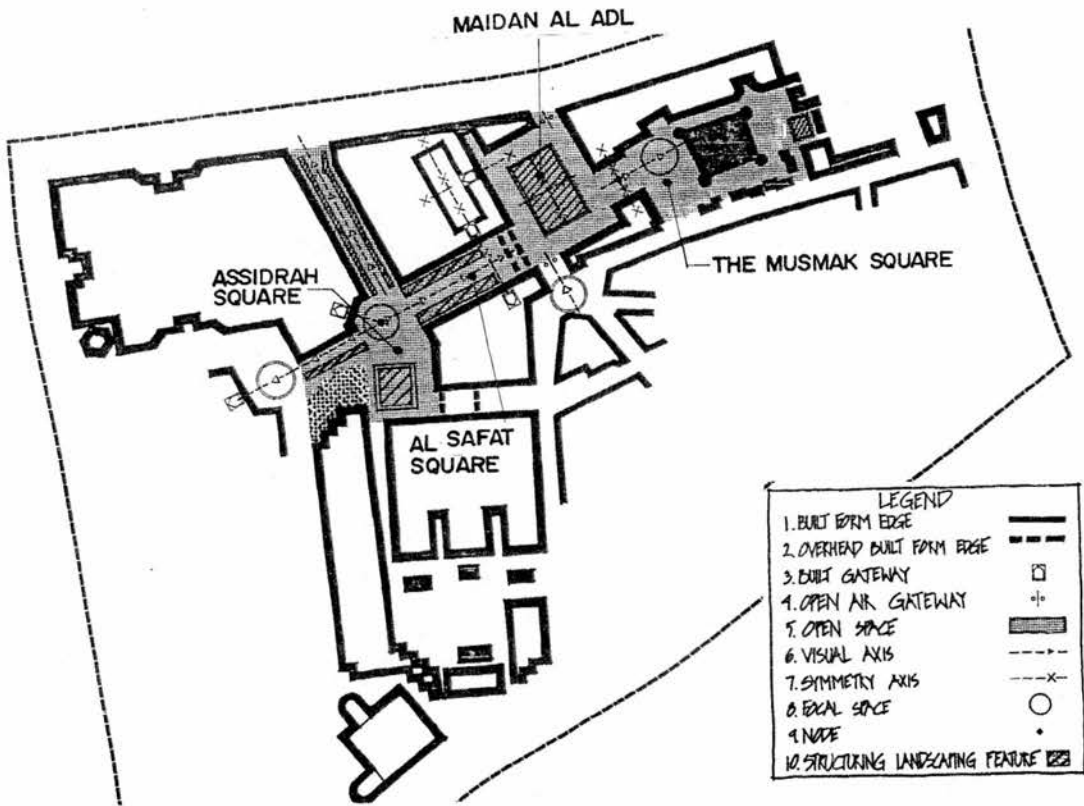 MAIDAN AL ADL
ASSIDRAH
SQUARE
THE MUSMAK SQUARE
AL SAFAT
SQUARE
LEGEND
1. BUILT FORM EDGE
2. OVERHEAD BUILT FORM EDGE
3. BUILT GATEWAY
4. OPEN AIR GATEWAY
5. OPEN SPACE
6. VISUAL AXIS
7. SYMMETRY AXIS
8. FOCAL SPACE
9. NODE
10. STRUCTURING LANDSCAPING FEATURE